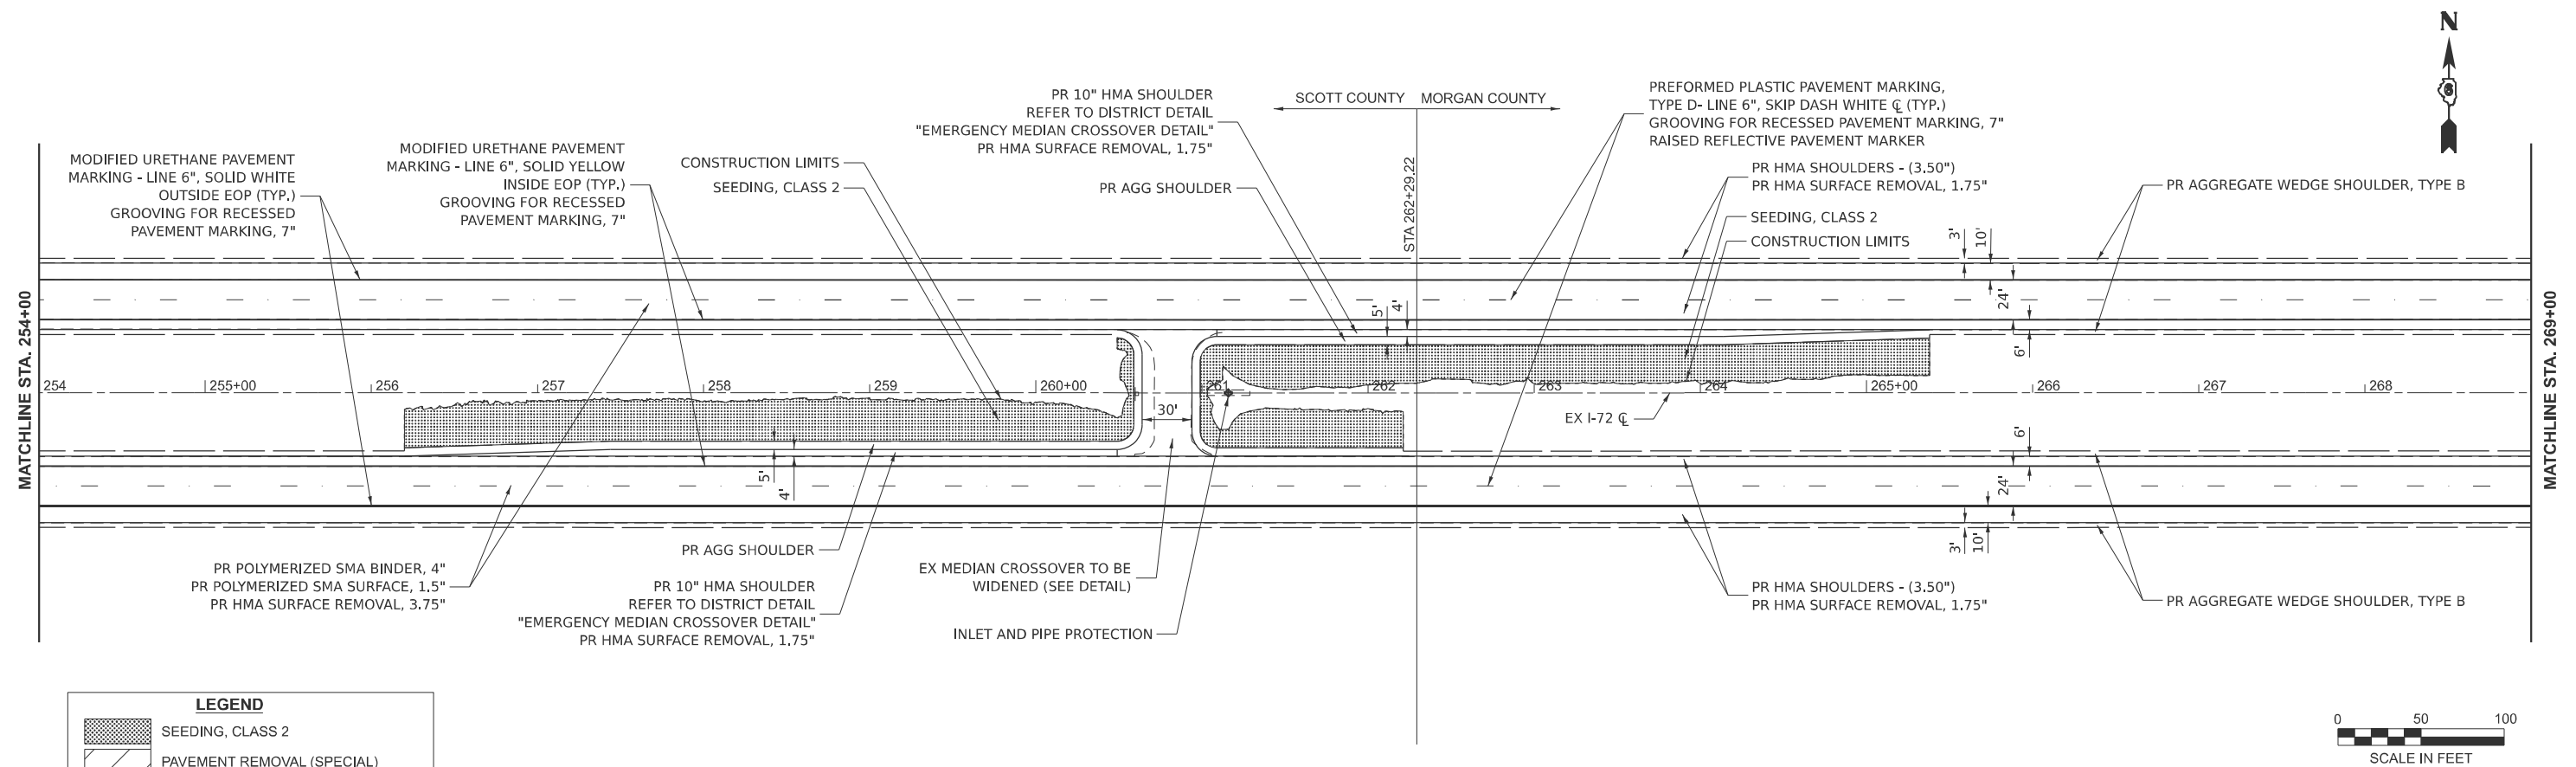 N
6
MATCHLINE STA. 254+00
MODIFIED URETHANE PAVEMENT
MARKING - LINE 6", SOLID WHITE
OUTSIDE EOP (TYP.)
GROOVING FOR RECESSED
PAVEMENT MARKING, 7"
MODIFIED URETHANE PAVEMENT
MARKING - LINE 6", SOLID YELLOW
INSIDE EOP (TYP.)
GROOVING FOR RECESSED
PAVEMENT MARKING, 7"
CONSTRUCTION LIMITS
SEEDING, CLASS 2
PR 10" HMA SHOULDER
REFER TO DISTRICT DETAIL
"EMERGENCY MEDIAN CROSSOVER DETAIL"
PR HMA SURFACE REMOVAL, 1.75"
PR AGG SHOULDER
SCOTT COUNTY
MORGAN COUNTY
STA 262+29.22
PREFORMED PLASTIC PAVEMENT MARKING,
TYPE D- LINE 6", SKIP DASH WHITE ℄ (TYP.)
GROOVING FOR RECESSED PAVEMENT MARKING, 7"
RAISED REFLECTIVE PAVEMENT MARKER
PR HMA SHOULDERS - (3.50")
PR HMA SURFACE REMOVAL, 1.75"
SEEDING, CLASS 2
CONSTRUCTION LIMITS
PR AGGREGATE WEDGE SHOULDER, TYPE B
MATCHLINE STA. 269+00
3'
10'
24'
6'
5'
4'
254
255+00
256
257
258
259
260+00
261
262
263
264
265+00
266
267
268
30'
EX I-72 ℄
5'
4'
6'
24'
3'
10'
PR POLYMERIZED SMA BINDER, 4"
PR POLYMERIZED SMA SURFACE, 1.5"
PR HMA SURFACE REMOVAL, 3.75"
PR AGG SHOULDER
PR 10" HMA SHOULDER
REFER TO DISTRICT DETAIL
"EMERGENCY MEDIAN CROSSOVER DETAIL"
PR HMA SURFACE REMOVAL, 1.75"
EX MEDIAN CROSSOVER TO BE
WIDENED (SEE DETAIL)
INLET AND PIPE PROTECTION
PR HMA SHOULDERS - (3.50")
PR HMA SURFACE REMOVAL, 1.75"
PR AGGREGATE WEDGE SHOULDER, TYPE B
LEGEND
SEEDING, CLASS 2
PAVEMENT REMOVAL (SPECIAL)
0 50 100
SCALE IN FEET